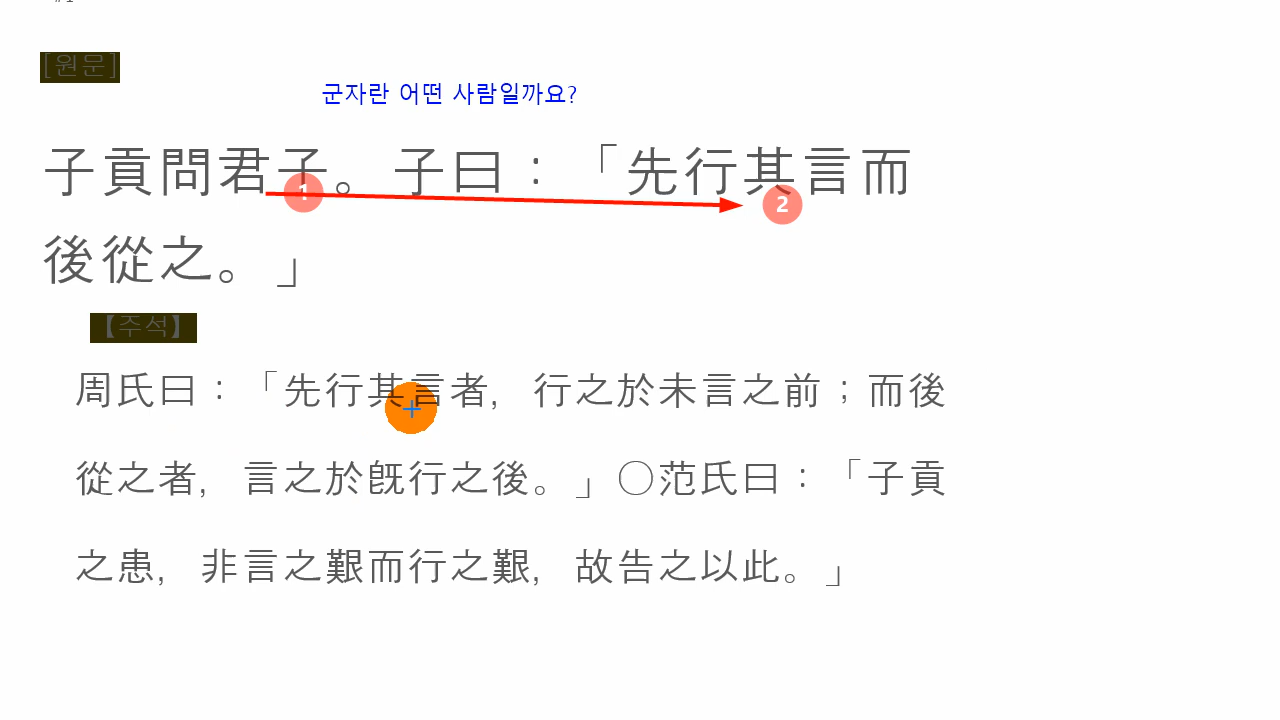 [원문]
군자란 어떤 사람일까요?
子貢問君子。子曰：「先行其言而
後從之。」
1
2
【주석】
周氏曰：「先行其言者，行之於未言之前；而後
從之者，言之於旣行之後。」○范氏曰：「子貢
之患，非言之艱而行之艱，故告之以此。」